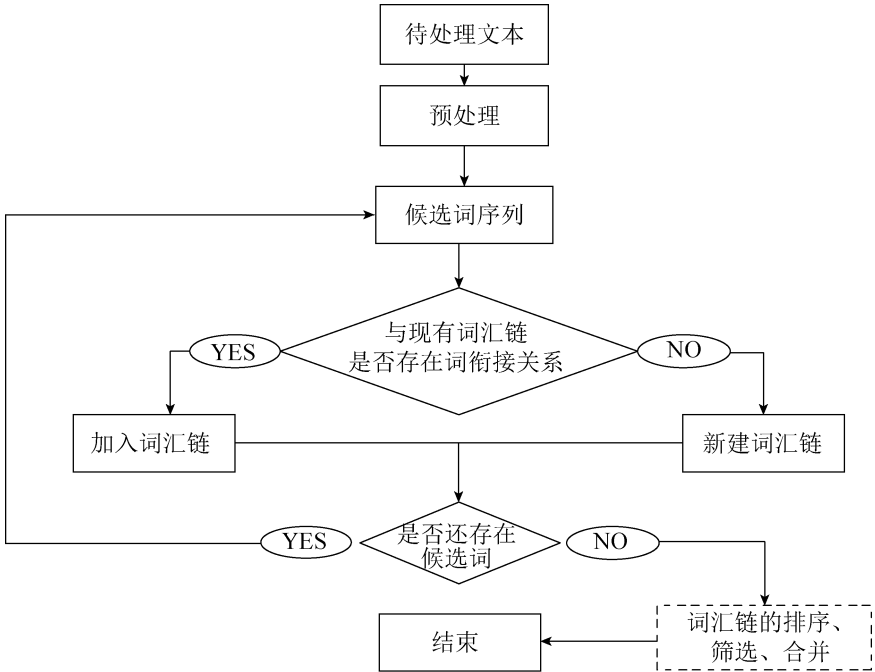 待处理文本
预处理
候选词序列
与现有词汇链
是否存在词衔接关系
YES
NO
加入词汇链
新建词汇链
是否还存在
候选词
YES
NO
词汇链的排序、
筛选、合并
结束